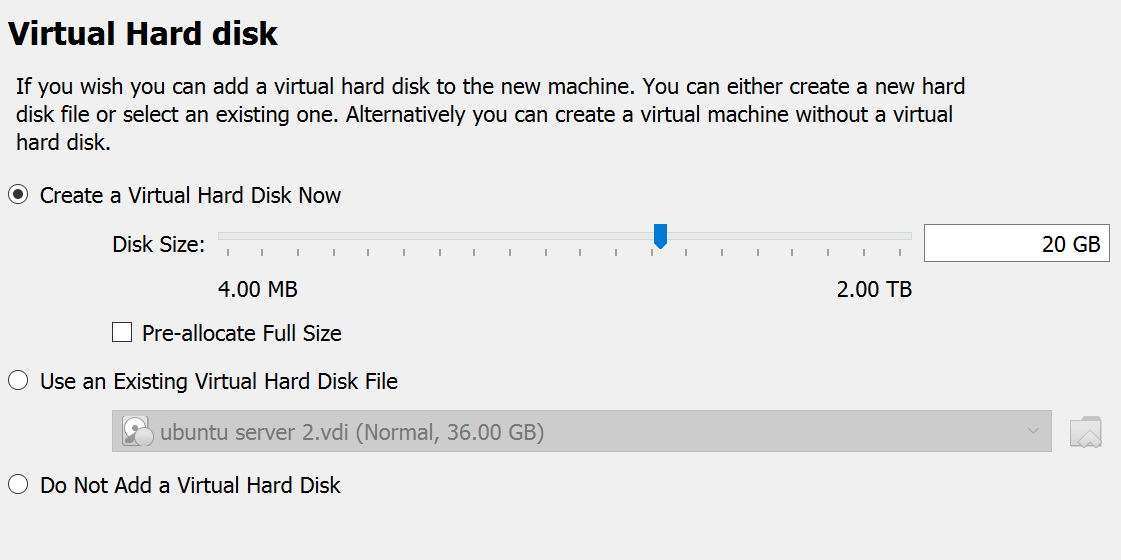 Virtual Hard disk
If you wish you can add a virtual hard disk to the new machine. You can either create a new hard
disk file or select an existing one. Alternatively you can create a virtual machine without a virtual
hard disk.
Create a Virtual Hard Disk Now
Disk Size:
20 GB
4.00 MB
2.00 TB
Pre-allocate Full Size
Use an Existing Virtual Hard Disk File
ubuntu server 2.vdi (Normal, 36.00 GB)
Do Not Add a Virtual Hard Disk